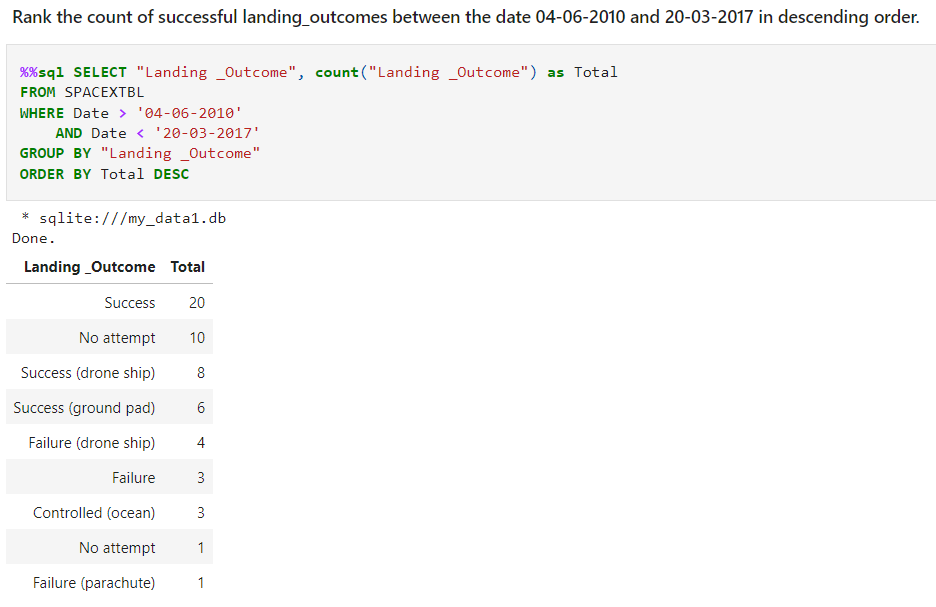 Rank the count of successful landing_outcomes between the date 04-06-2010 and 20-03-2017 in descending order.
%%sql SELECT "Landing _Outcome", count("Landing _Outcome") as Total
FROM SPACEXTBL
WHERE Date > '04-06-2010'
    AND Date < '20-03-2017'
GROUP BY "Landing _Outcome"
ORDER BY Total DESC
* sqlite:///my_data1.db
Done.
Landing _Outcome Total
Success 20
No attempt 10
Success (drone ship) 8
Success (ground pad) 6
Failure (drone ship) 4
Failure 3
Controlled (ocean) 3
No attempt 1
Failure (parachute) 1